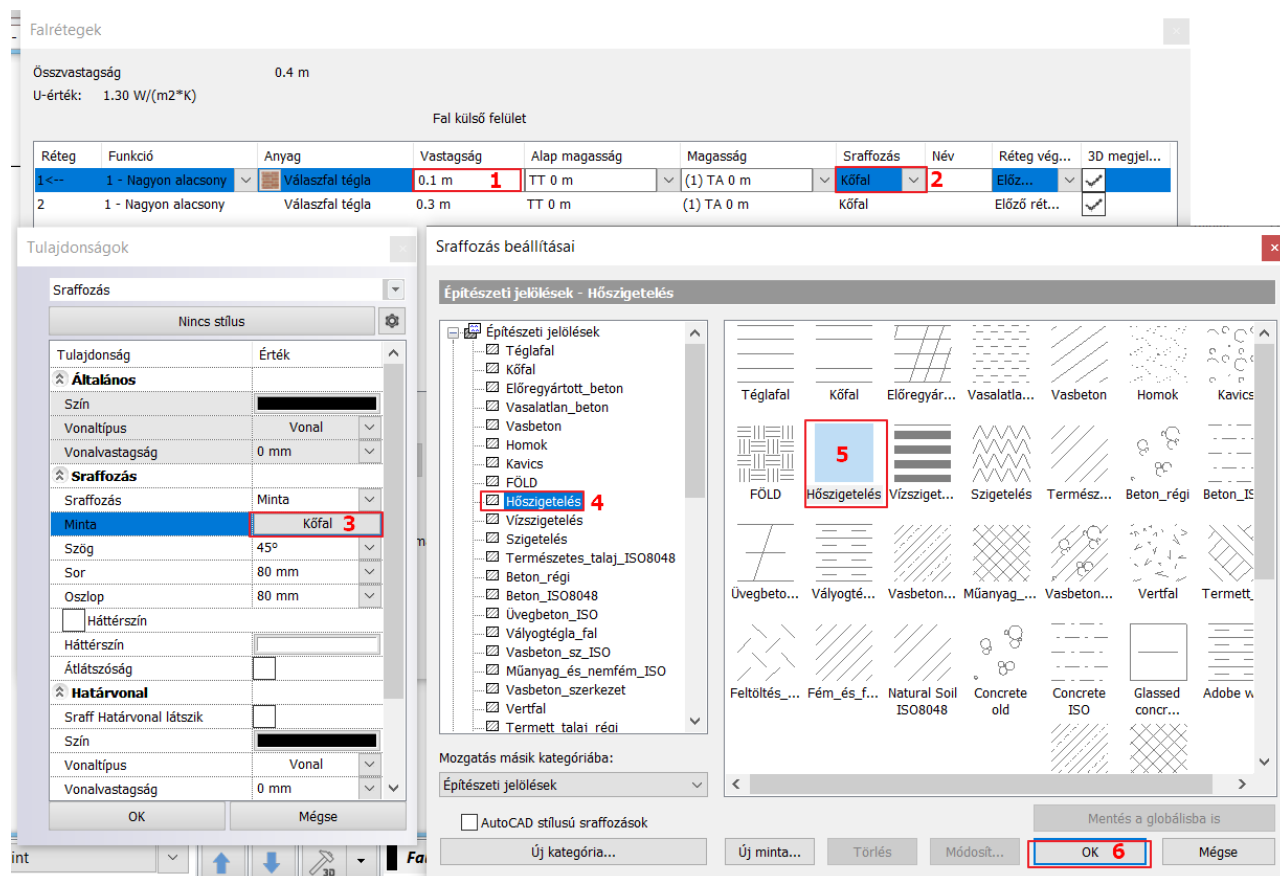 Falrétegek
Összvastagság 0.4 m
U-érték: 1.30 W/(m2*K)
Fal külső felület
Réteg Funkció Anyag Vastagság Alap magasság Magasság Sraffozás Név Réteg vég... 3D megjel...
1<-- 1 - Nagyon alacsony Válaszfal tégla 0.1 m 1 TT 0 m (1) TA 0 m Kőfal 2 Előz...
2 1 - Nagyon alacsony Válaszfal tégla 0.3 m TT 0 m (1) TA 0 m Kőfal Előző rét...
Tulajdonságok
Sraffozás
Nincs stílus
Tulajdonság Érték
Általános
Szín
Vonaltípus Vonal
Vonalvastagság 0 mm
Sraffozás
Sraffozás Minta
Minta Kőfal 3
Szög 45°
Sor 80 mm
Oszlop 80 mm
Háttérszín
Háttérszín
Átlátszóság
Határvonal
Sraff Határvonal látszik
Szín
Vonaltípus Vonal
Vonalvastagság 0 mm
OK Mégse
Sraffozás beállításai
Építészeti jelölések - Hőszigetelés
Építészeti jelölések
Téglafal
Kőfal
Előregyártott_beton
Vasalatlan_beton
Vasbeton
Homok
Kavics
FÖLD
Hőszigetelés 4
Vízszigetelés
Szigetelés
Természetes_talaj_ISO8048
Beton_régi
Beton_ISO8048
Üvegbeton_ISO
Vályogtégla_fal
Vasbeton_sz_ISO
Műanyag_és_nemfém_ISO
Vasbeton_szerkezet
Vertfal
Termett_talaj_régi
Mozgatás másik kategóriába:
Építészeti jelölések
AutoCAD stílusú sraffozások
Új kategória...
Téglafal Kőfal Előregyár... Vasalatla... Vasbeton Homok Kavics
5
FÖLD Hőszigetelés Vízsziget... Szigetelés Termész... Beton_régi Beton_IS
Üvegbeto... Vályogté... Vasbeton... Műanyag_... Vasbeton... Vertfal Termett_
Feltöltés_... Fém_és_f... Natural Soil ISO8048 Concrete old Concrete ISO Glassed concr... Adobe w
Mentés a globálisba is
Új minta... Törlés Módosít... OK 6 Mégse
int
3D